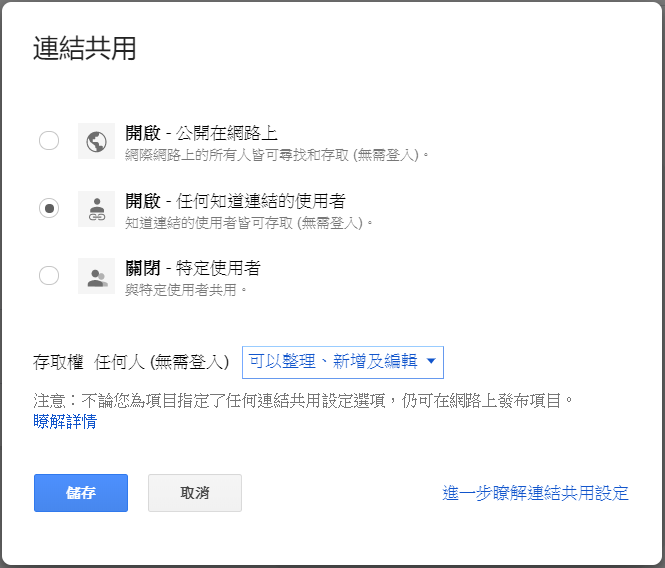 連結共用
開啟 - 公開在網路上
網際網路上的所有人皆可尋找和存取 (無需登入)。
開啟 - 任何知道連結的使用者
知道連結的使用者皆可存取 (無需登入)。
關閉 - 特定使用者
與特定使用者共用。
存取權 任何人 (無需登入) 可以整理、新增及編輯
注意：不論您為項目指定了任何連結共用設定選項，仍可在網路上發布項目。
瞭解詳情
儲存 取消 進一步瞭解連結共用設定